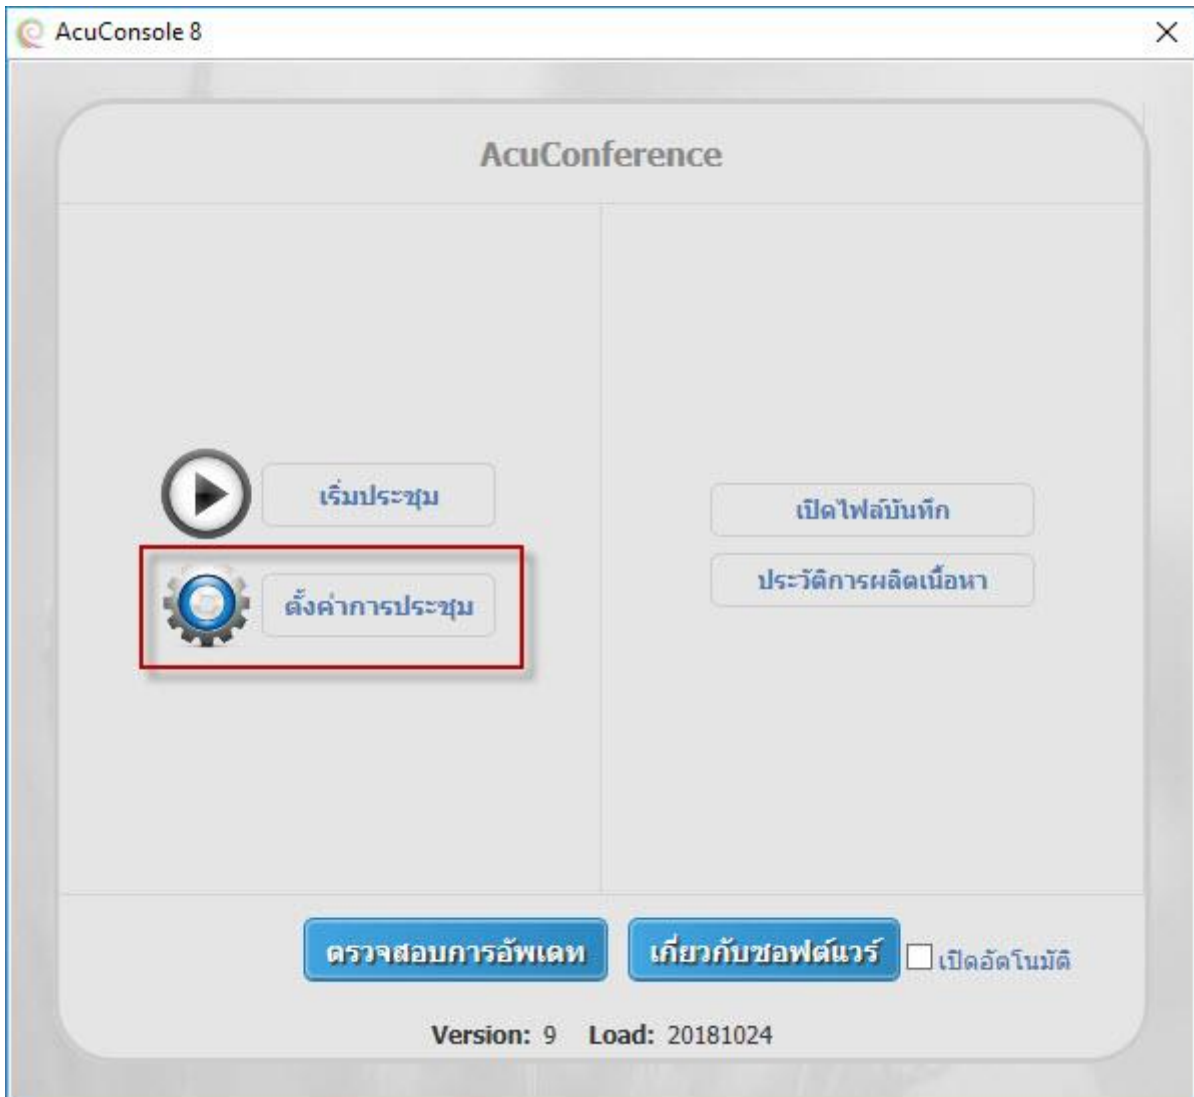 AcuConsole 8
AcuConference
เริ่มประชุม
ตั้งค่าการประชุม
เปิดไฟล์บันทึก
ประวัติการผลิตเนื้อหา
ตรวจสอบการอัพเดท
เกี่ยวกับซอฟต์แวร์
เปิดอัตโนมัติ
Version: 9 Load: 20181024